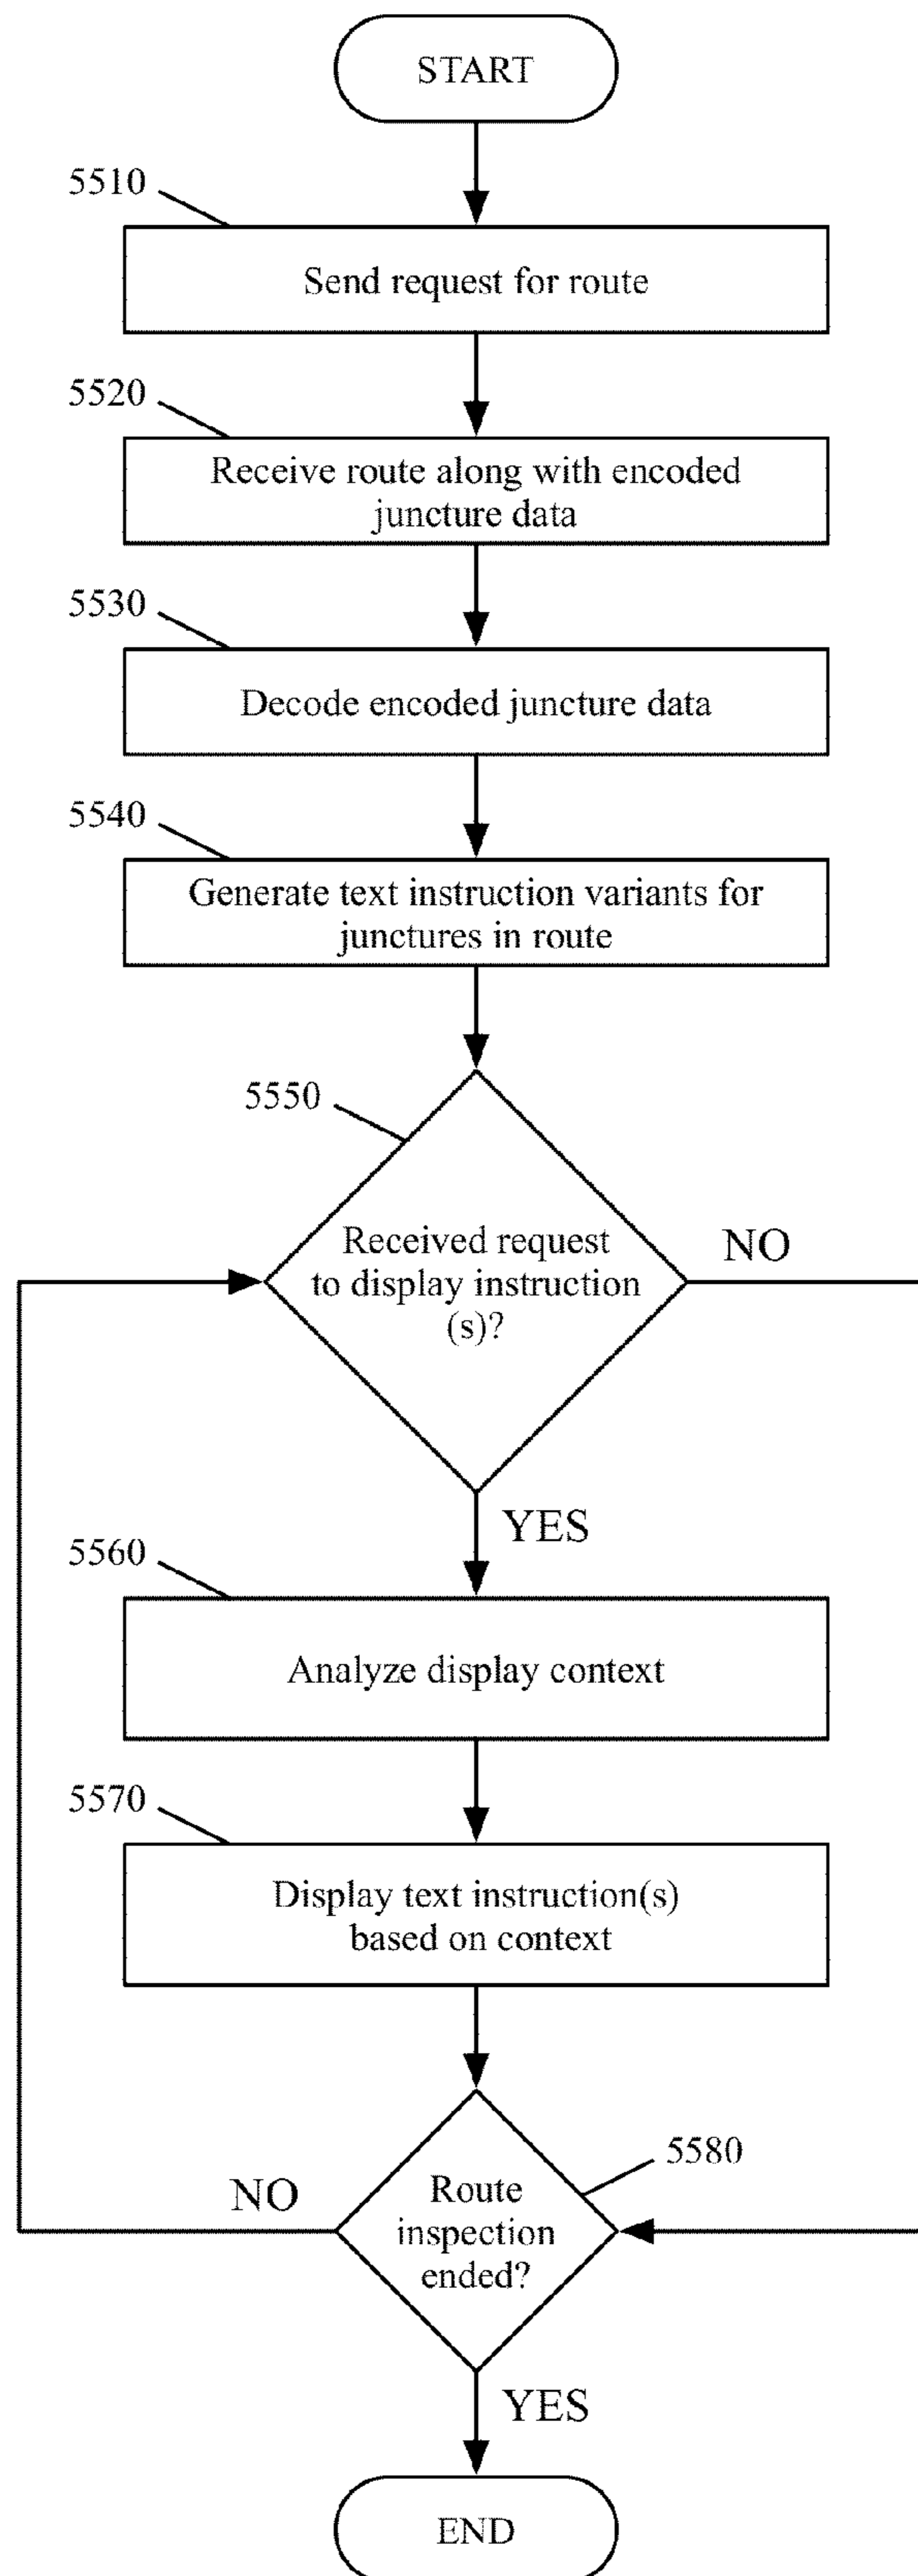 START
5510
Send request for route
5520
Receive route along with encoded
juncture data
5530
Decode encoded juncture data
5540
Generate text instruction variants for
junctures in route
5550
Received request
to display instruction
(s)?
NO
YES
5560
Analyze display context
5570
Display text instruction(s)
based on context
5580
NO
Route
inspection
ended?
YES
END